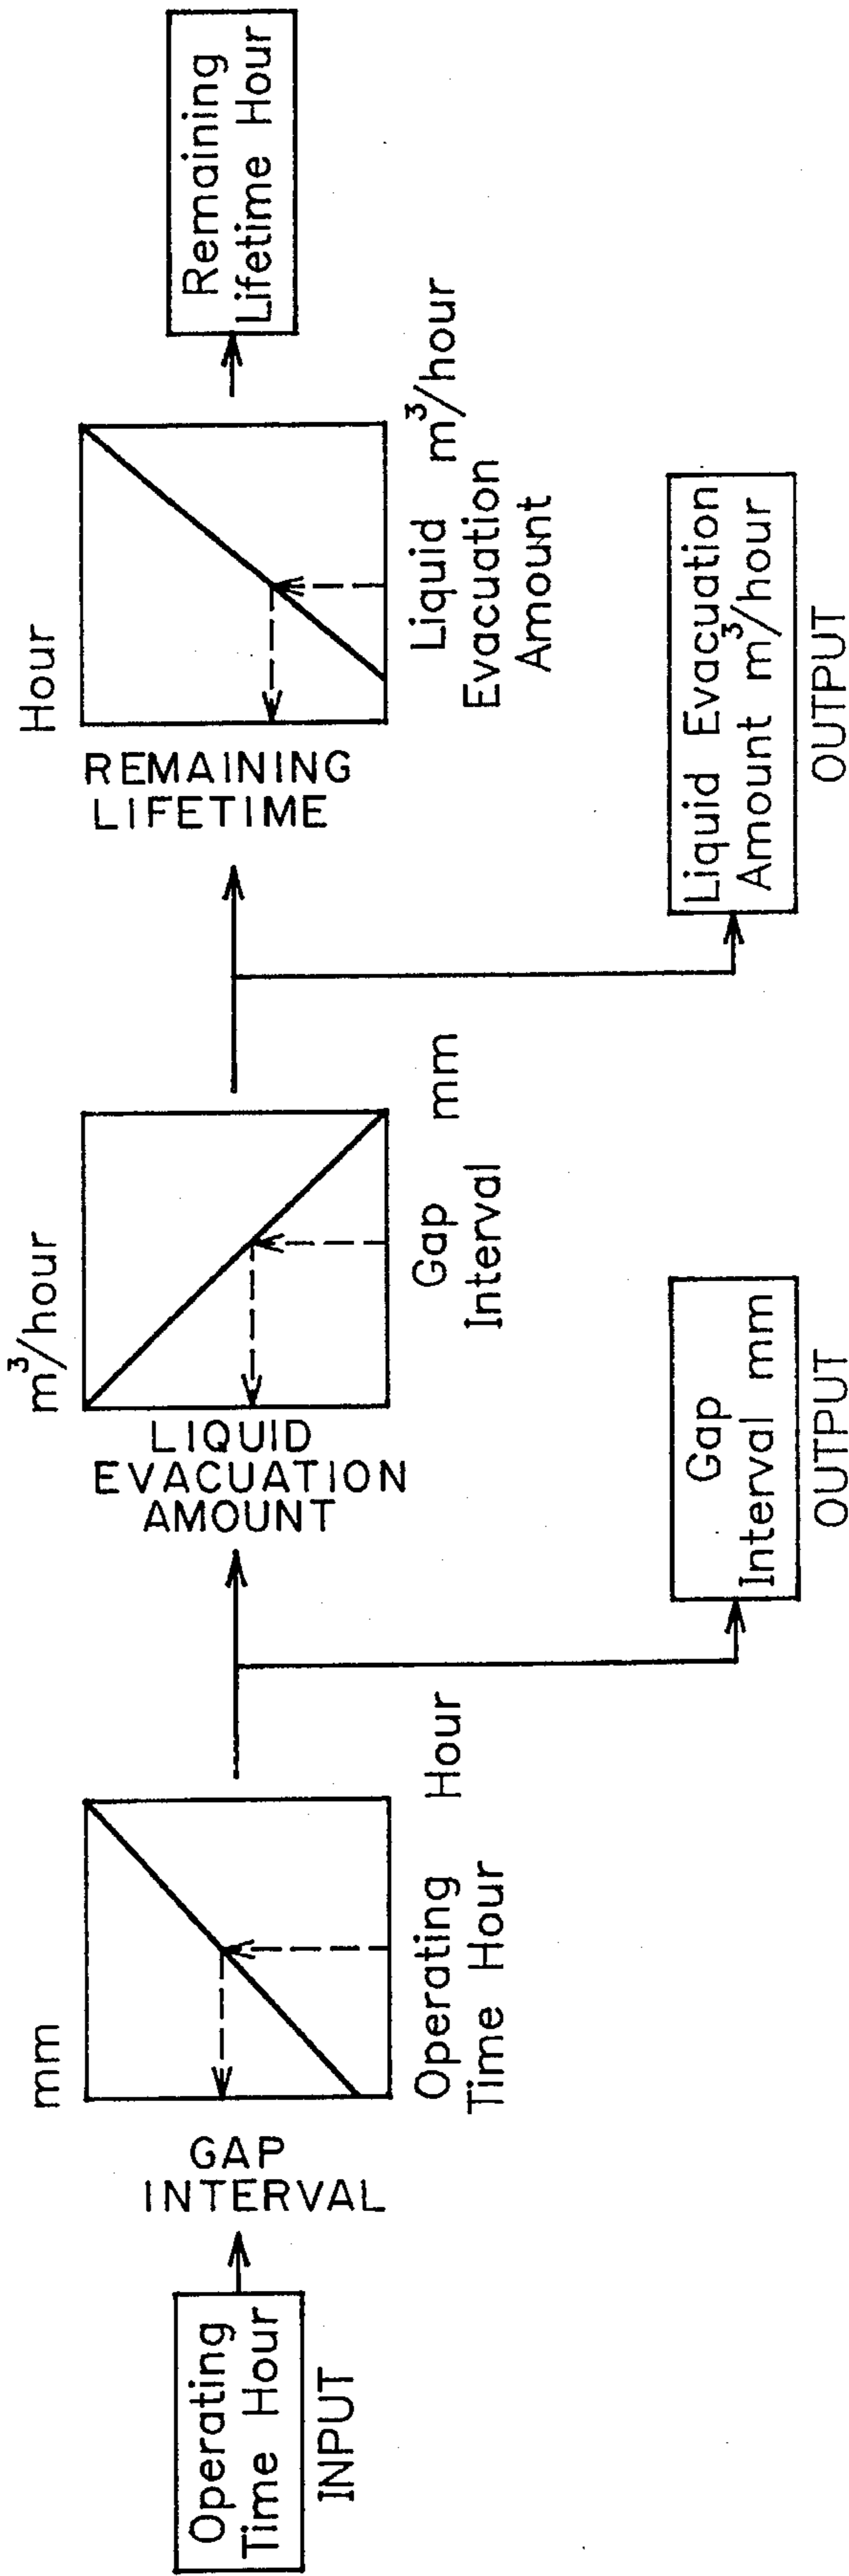 Operating
Time Hour
INPUT
GAP
INTERVAL
mm
Operating
Time Hour
Hour
Gap
Interval mm
OUTPUT
LIQUID
EVACUATION
AMOUNT
m³/hour
Gap
Interval
mm
Liquid Evacuation
Amount m³/hour
OUTPUT
REMAINING
LIFETIME
Hour
Liquid
Evacuation
Amount
m³/hour
Remaining
Lifetime Hour